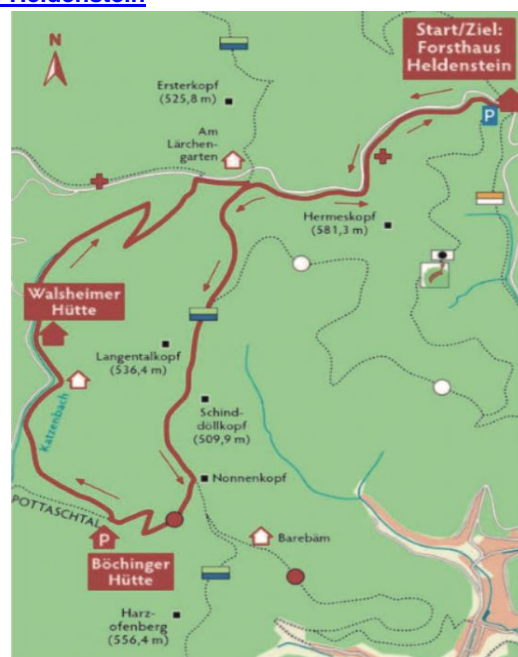 Heldenstein
N
Start/Ziel:
Forsthaus
Heldenstein
Ersterkopf
(525,8 m)
P
Am
Lärchen-
garten
Hermeskopf
(581,3 m)
Walsheimer
Hütte
Langentalkopf
(536,4 m)
Katzenbach
Schind-
döllkopf
(509,9 m)
Nonnenkopf
POTTASCHTAL
P
Böchinger
Hütte
Barebäm
Harz-
ofenberg
(556,4 m)